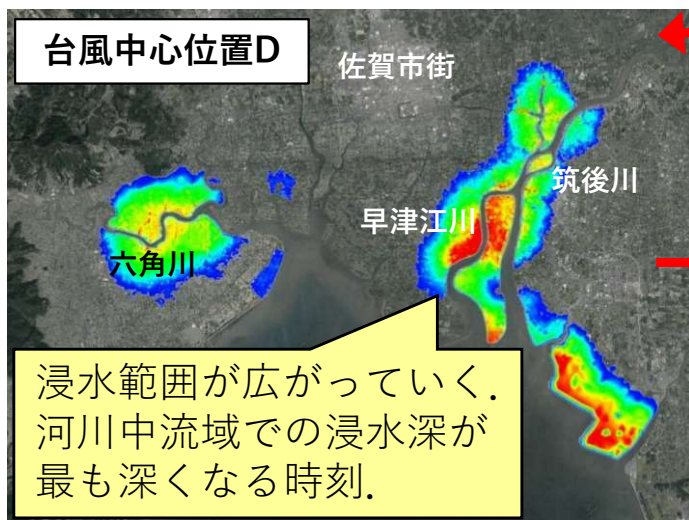 台風中心位置D
佐賀市街
筑後川
早津江川
六角川
浸水範囲が広がっていく.
河川中流域での浸水深が
最も深くなる時刻.